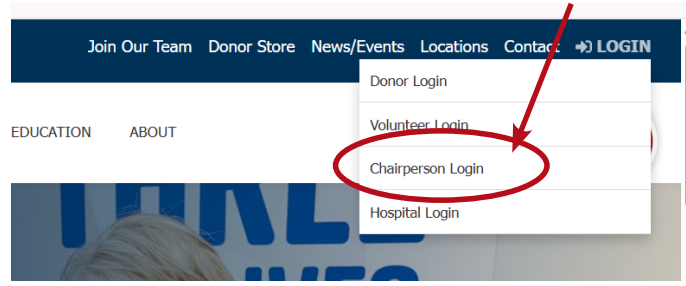 Join Our Team Donor Store News/Events Locations Contact LOGIN
Donor Login
Volunteer Login
EDUCATION ABOUT
Chairperson Login
Hospital Login